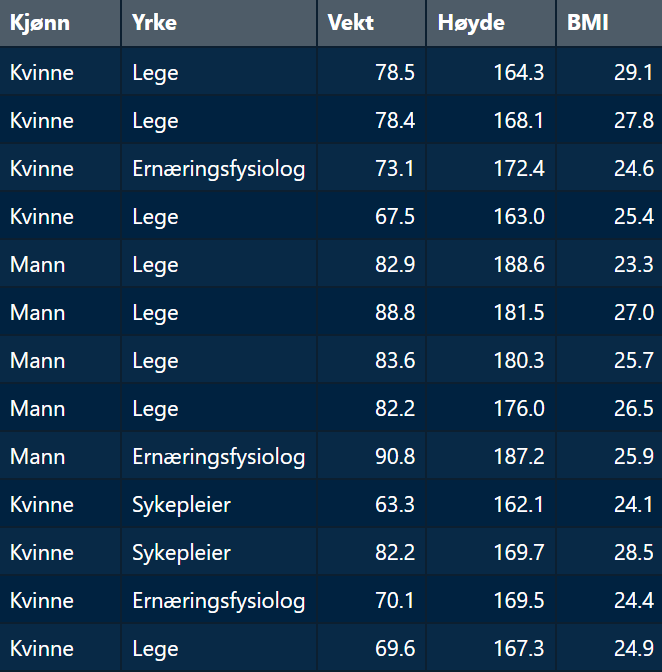 Kjønn Yrke Vekt Høyde BMI
Kvinne Lege 78.5 164.3 29.1
Kvinne Lege 78.4 168.1 27.8
Kvinne Ernæringsfysiolog 73.1 172.4 24.6
Kvinne Lege 67.5 163.0 25.4
Mann Lege 82.9 188.6 23.3
Mann Lege 88.8 181.5 27.0
Mann Lege 83.6 180.3 25.7
Mann Lege 82.2 176.0 26.5
Mann Ernæringsfysiolog 90.8 187.2 25.9
Kvinne Sykepleier 63.3 162.1 24.1
Kvinne Sykepleier 82.2 169.7 28.5
Kvinne Ernæringsfysiolog 70.1 169.5 24.4
Kvinne Lege 69.6 167.3 24.9